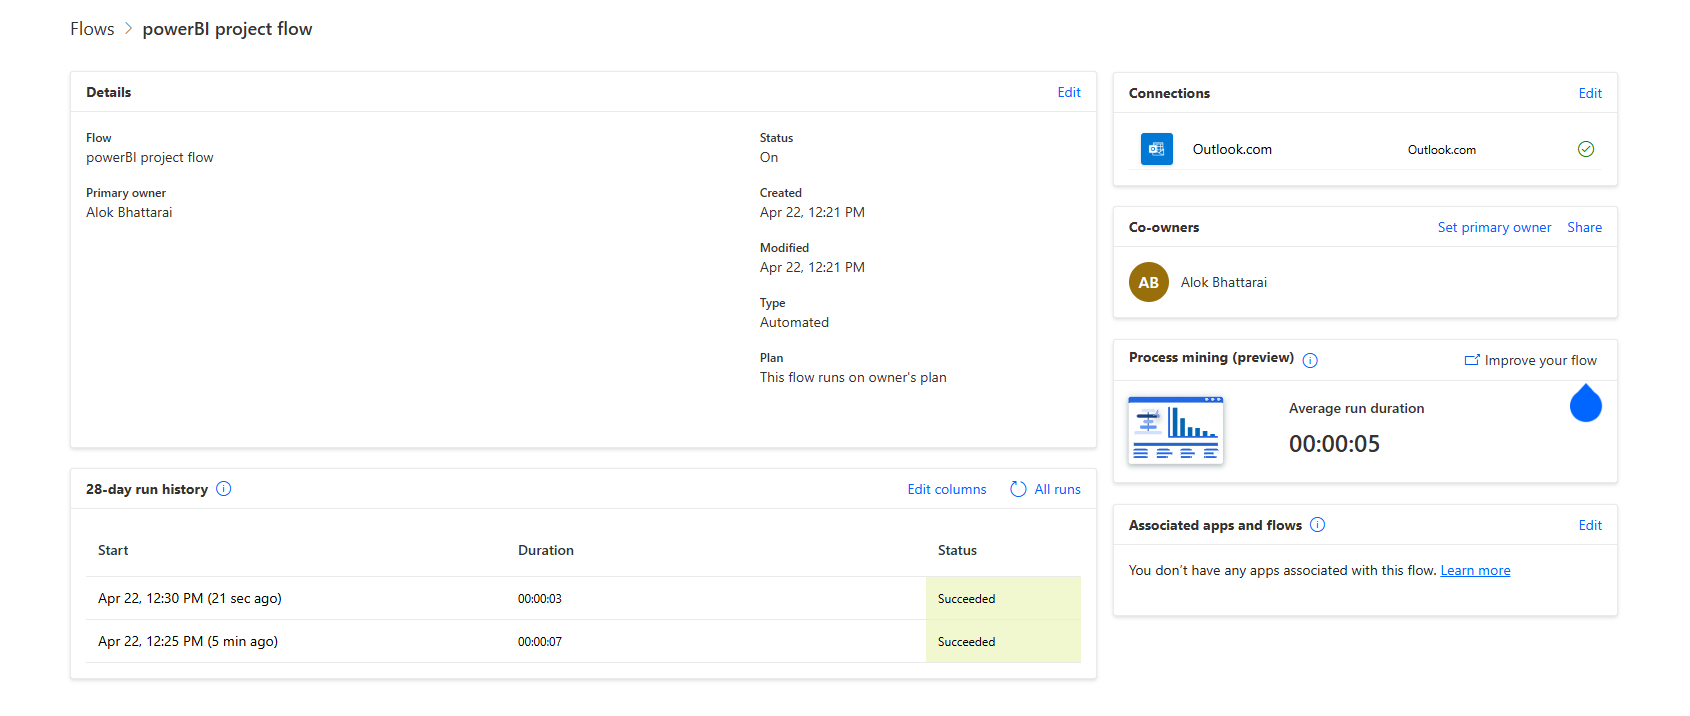 Flows > powerBI project flow
Details
Edit
Flow
powerBI project flow
Primary owner
Alok Bhattarai
Status
On
Created
Apr 22, 12:21 PM
Modified
Apr 22, 12:21 PM
Type
Automated
Plan
This flow runs on owner's plan
28-day run history
Edit columns
All runs
Start Duration Status
Apr 22, 12:30 PM (21 sec ago) 00:00:03 Succeeded
Apr 22, 12:25 PM (5 min ago) 00:00:07 Succeeded
Connections
Edit
Outlook.com Outlook.com
Co-owners
Set primary owner
Share
AB Alok Bhattarai
Process mining (preview)
Improve your flow
Average run duration
00:00:05
Associated apps and flows
Edit
You don’t have any apps associated with this flow. Learn more